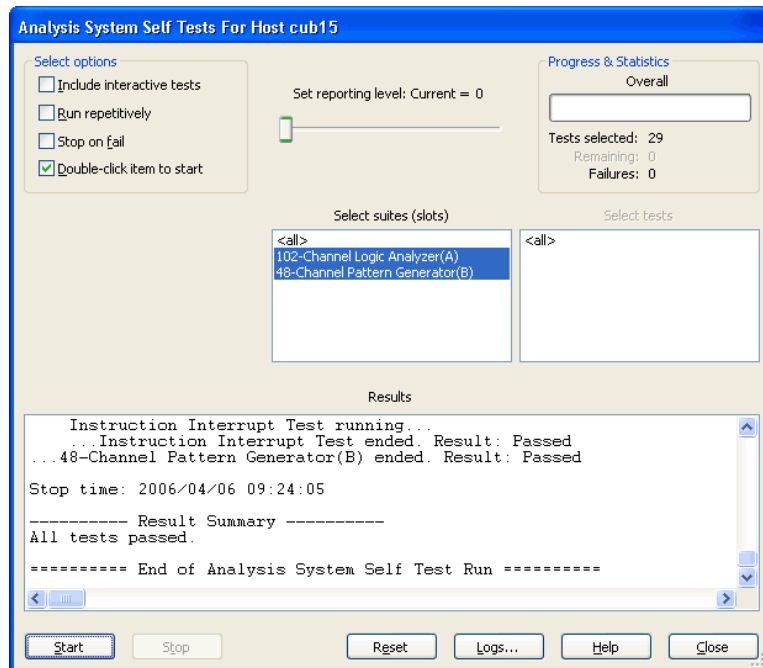 Analysis System Self Tests For Host cub15
Select options
Include interactive tests
Run repetitively
Stop on fail
Double-click item to start
Set reporting level: Current = 0
Progress & Statistics
Overall
Tests selected: 29
Remaining: 0
Failures: 0
Select suites (slots)
<all>
102-Channel Logic Analyzer(A)
48-Channel Pattern Generator(B)
Select tests
<all>
Results
Instruction Interrupt Test running...
...Instruction Interrupt Test ended. Result: Passed
...48-Channel Pattern Generator(B) ended. Result: Passed
Stop time: 2006/04/06 09:24:05
---------- Result Summary ----------
All tests passed.
========== End of Analysis System Self Test Run ==========
Start
Stop
Reset
Logs...
Help
Close